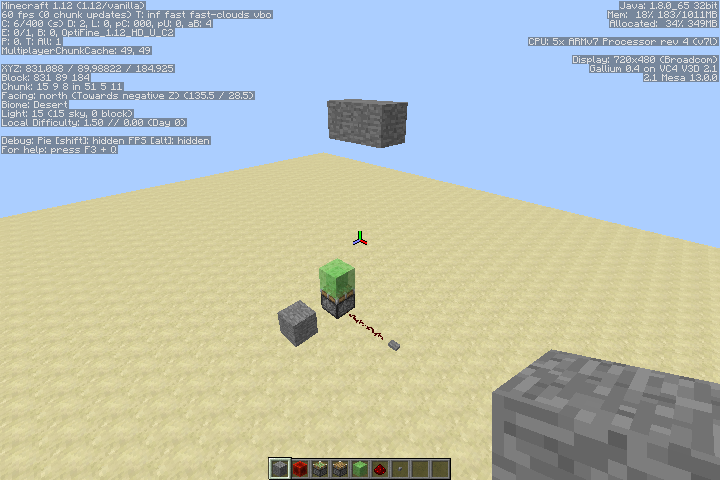 Minecraft 1.12 (1.12/vanilla)
60 fps (0 chunk updates) T: inf fast fast-clouds vbo
C: 6/400 (s) D: 2, L: 0, pC: 000, pU: 0, aB: 4
E: 0/1, B: 0, OptiFine_1.12_HD_U_C2
P: 0. T: All: 1
MultiplayerChunkCache: 49, 49
XYZ: 831.088 / 89.98822 / 184.925
Block: 831 89 184
Chunk: 15 9 8 in 51 5 11
Facing: north (Towards negative Z) (135.5 / 28.5)
Biome: Desert
Light: 15 (15 sky, 0 block)
Local Difficulty: 1.50 // 0.00 (Day 0)
Debug: Pie [shift]: hidden FPS [alt]: hidden
For help: press F3 + Q
Java: 1.8.0_65 32bit
Mem: 18% 183/1011MB
Allocated: 34% 349MB
CPU: 5x ARMv7 Processor rev 4 (v7l)
Display: 720x480 (Broadcom)
Gallium 0.4 on VC4 V3D 2.1
2.1 Mesa 13.0.0